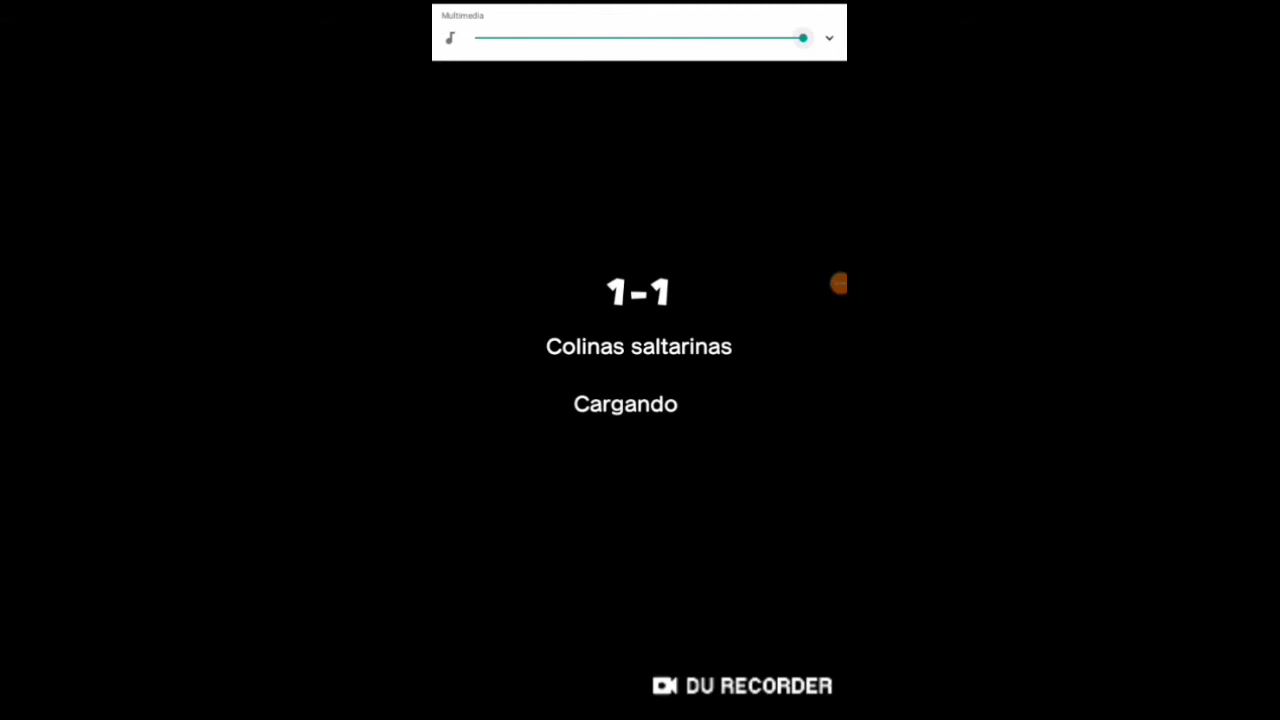 Multimedia
1-1
Colinas saltarinas
Cargando
DU RECORDER